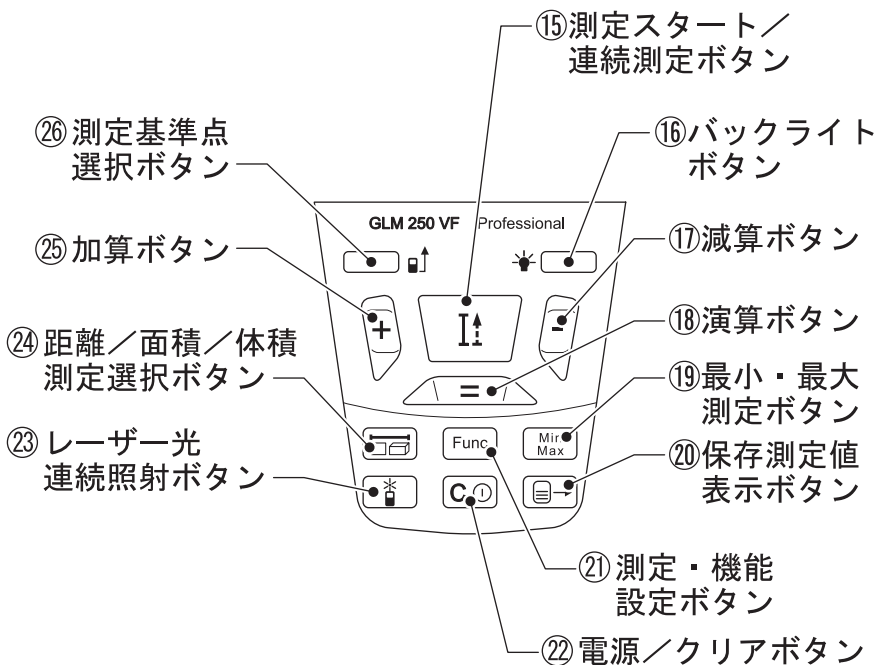 ⑮測定スタート／
連続測定ボタン
㉖測定基準点
選択ボタン
⑯バックライト
ボタン
GLM 250 VF Professional
㉕加算ボタン
⑰減算ボタン
+
-
⑱演算ボタン
㉔距離／面積／体積
測定選択ボタン
=
⑲最小・最大
測定ボタン
㉓レーザー光
連続照射ボタン
Func
Min
Max
⑳保存測定値
表示ボタン
C
㉑測定・機能
設定ボタン
㉒電源／クリアボタン